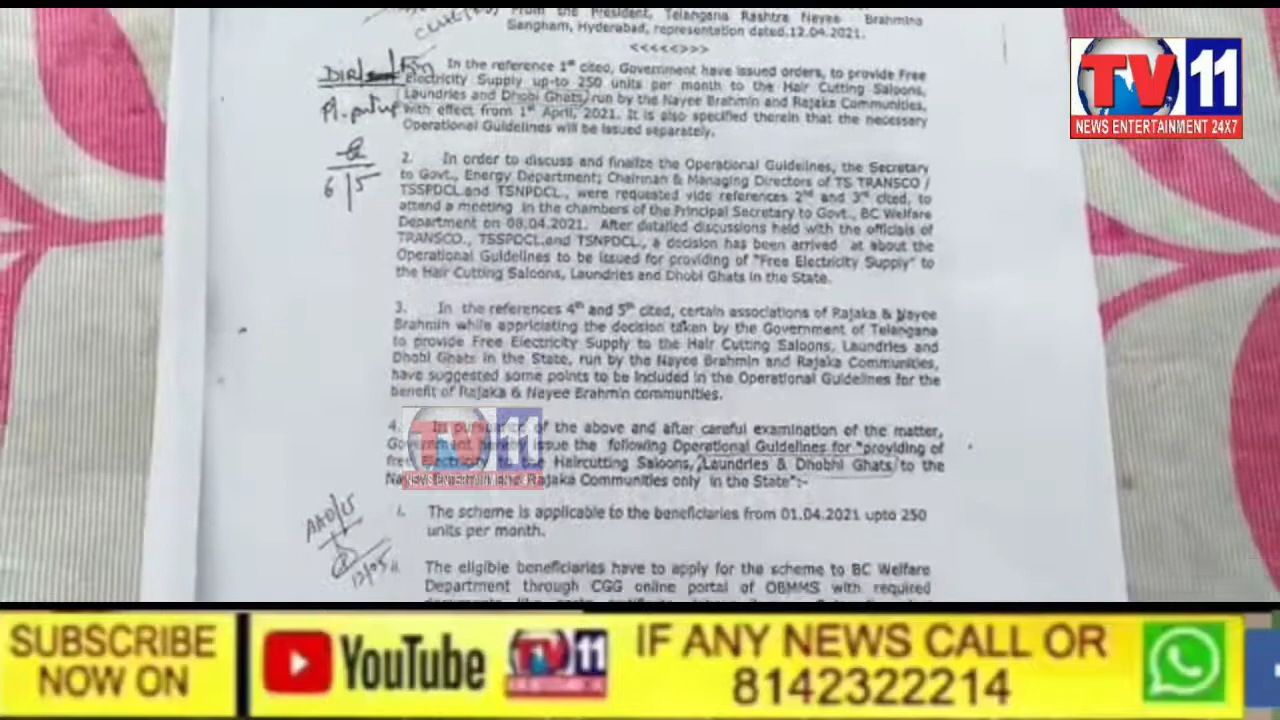 From the President, Telangana Rashtra Nayee Brahmins
Sangham, Hyderabad, representation dated.12.04.2021.
<<<<>>>>
In the reference 1st cited, Government have issued orders, to provide Free
Electricity Supply up-to 250 units per month to the Hair Cutting Saloons,
Laundries and Dhobi Ghats, run by the Nayee Brahmin and Rajaka Communities,
with effect from 1st April, 2021. It is also specified therein that the necessary
Operational Guidelines will be issued separately.
6/5
2. In order to discuss and finalize the Operational Guidelines, the Secretary
to Govt., Energy Department; Chairman & Managing Directors of TS TRANSCO /
TSSPDCL.and TSNPDCL., were requested vide references 2nd and 3rd cited, to
attend a meeting in the chambers of the Principal Secretary to Govt., BC Welfare
Department on 08.04.2021. After detailed discussions held with the officials of
TRANSCO., TSSPDCL.and TSNPDCL., a decision has been arrived at about the
Operational Guidelines to be issued for providing of "Free Electricity Supply" to
the Hair Cutting Saloons, Laundries and Dhobi Ghats in the State.
3. In the references 4th and 5th cited, certain associations of Rajaka & Nayee
Brahmin while appriciating the decision taken by the Government of Telangana
to provide Free Electricity Supply to the Hair Cutting Saloons, Laundries and
Dhobi Ghats in the State, run by the Nayee Brahmin and Rajaka Communities,
have suggested some points to be included in the Operational Guidelines for the
benefit of Rajaka & Nayee Brahmin communities.
4. In of the above and after careful examination of the matter,
issue the following Operational Guidelines for "providing of
free Haircutting Saloons, Laundries & Dhobhi Ghats to the
Rajaka Communities only in the State":-
i. The scheme is applicable to the beneficiaries from 01.04.2021 upto 250
units per month.
The eligible beneficiaries have to apply for the scheme to BC Welfare
Department through CGG online portal of OBMMS with required
TV 11
NEWS ENTERTAINMENT 24X7
TV 11
NEWS ENTERTAINMENT 24X7
SUBSCRIBE
NOW ON
YouTube
TV 11
IF ANY NEWS CALL OR
8142322214